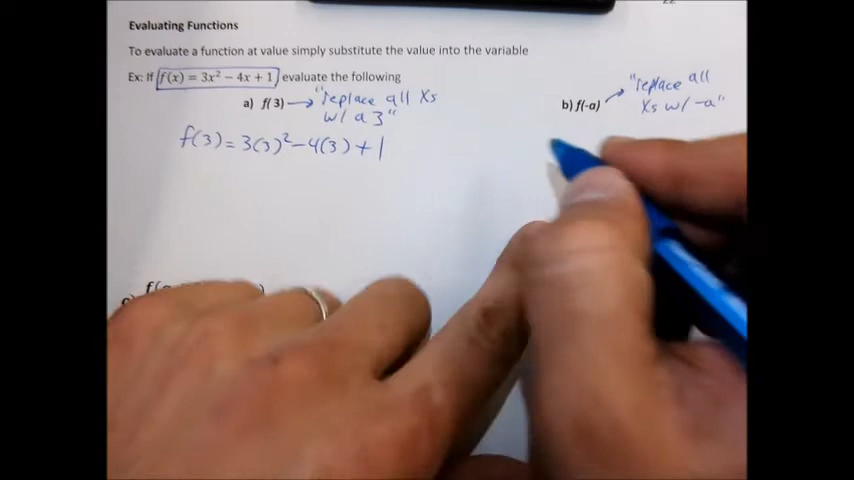 Evaluating Functions
To evaluate a function at value simply substitute the value into the variable
Ex: If f(x) = 3x² − 4x + 1 evaluate the following
a) f(3) → "replace all Xs
w/ a 3"
b) f(-a) → "replace all
Xs w/ -a"
f(3) = 3(3)² − 4(3) + 1